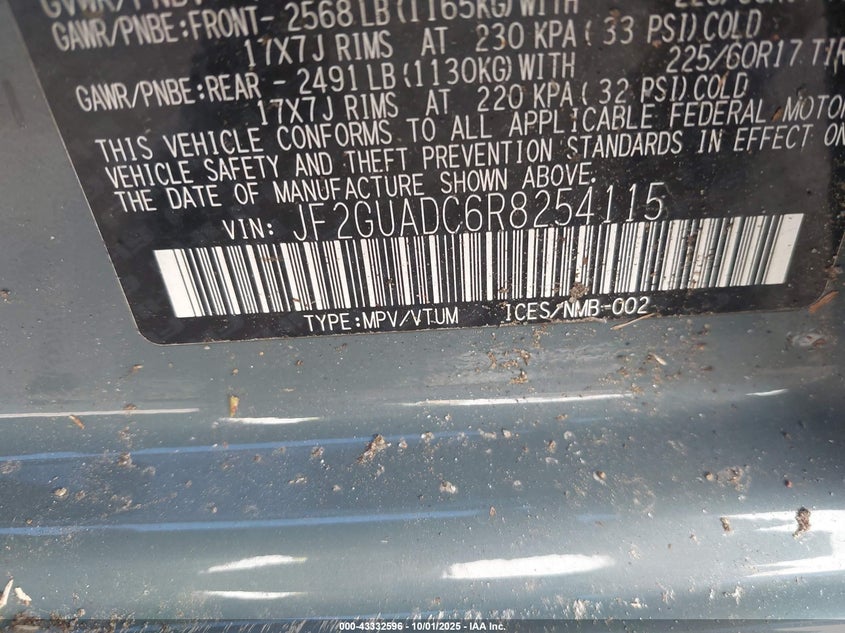 GAWR/PNBE:FRONT- 2568 LB (1165KG) WITH
17X7J RIMS AT 230 KPA ( 33 PSI) COLD
GAWR/PNBE:REAR - 2491 LB (1130KG) WITH 225/60R17
17X7J RIMS AT 220 KPA ( 32 PSI) COLD
THIS VEHICLE CONFORMS TO ALL APPLICABLE FEDERAL MOTOR
VEHICLE SAFETY AND THEFT PREVENTION STANDARDS IN EFFECT ON
THE DATE OF MANUFACTURE SHOWN ABOVE.
VIN: JF2GUADC6R8254115
TYPE:MPV/VTUM ICES/NMB-002
000-43332596 - 10/01/2025 - IAA Inc.